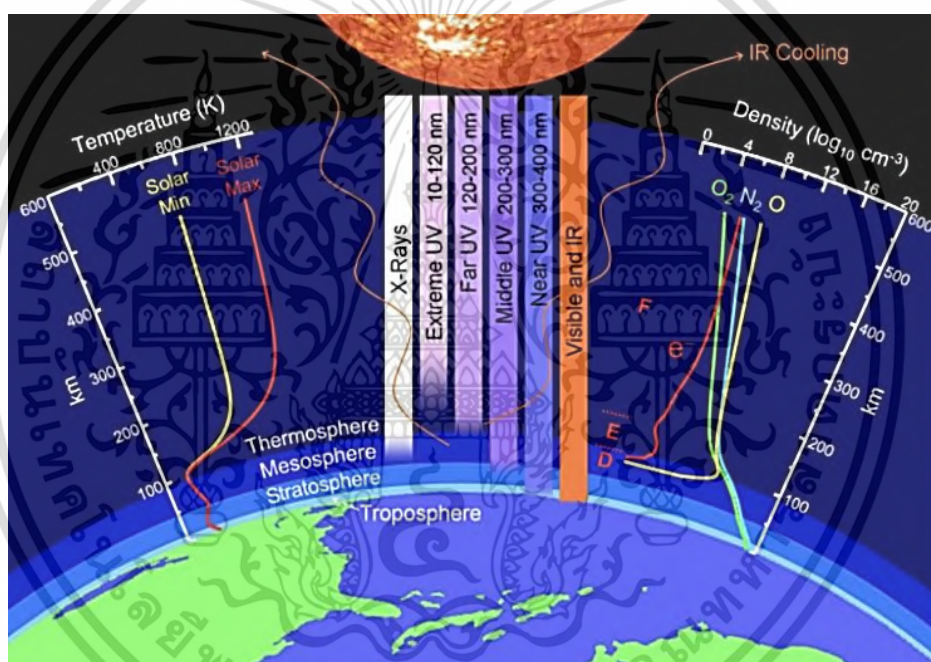 IR Cooling
Temperature (K)
400
800
1200
Solar
Min
Solar
Max
600
500
400
300
200
100
km
X-Rays
Extreme UV 10-120 nm
Far UV 120-200 nm
Middle UV 200-300 nm
Near UV 300-400 nm
Visible and IR
Thermosphere
Mesosphere
Stratosphere
Troposphere
Density (log10 cm-3)
0
4
8
12
16
20
O2
N2
O
F
e-
E
D
600
500
400
300
200
100
km